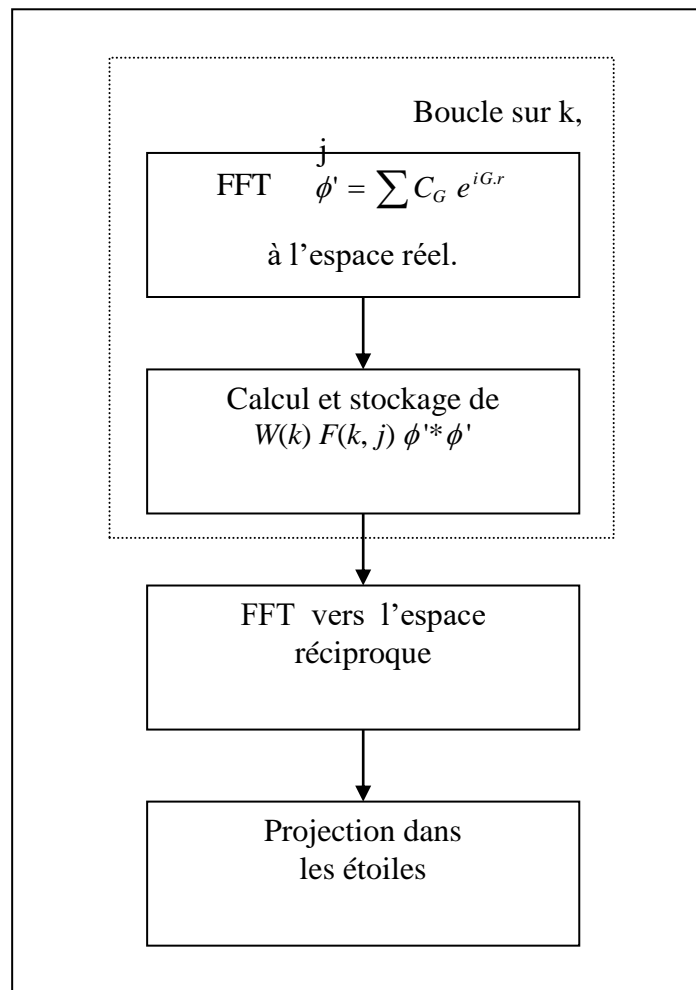 Boucle sur k,
j
FFT ϕ' = ∑ C_G e^{iG.r}
à l’espace réel.
Calcul et stockage de
W(k) F(k, j) ϕ'* ϕ'
FFT vers l’espace
réciproque
Projection dans
les étoiles